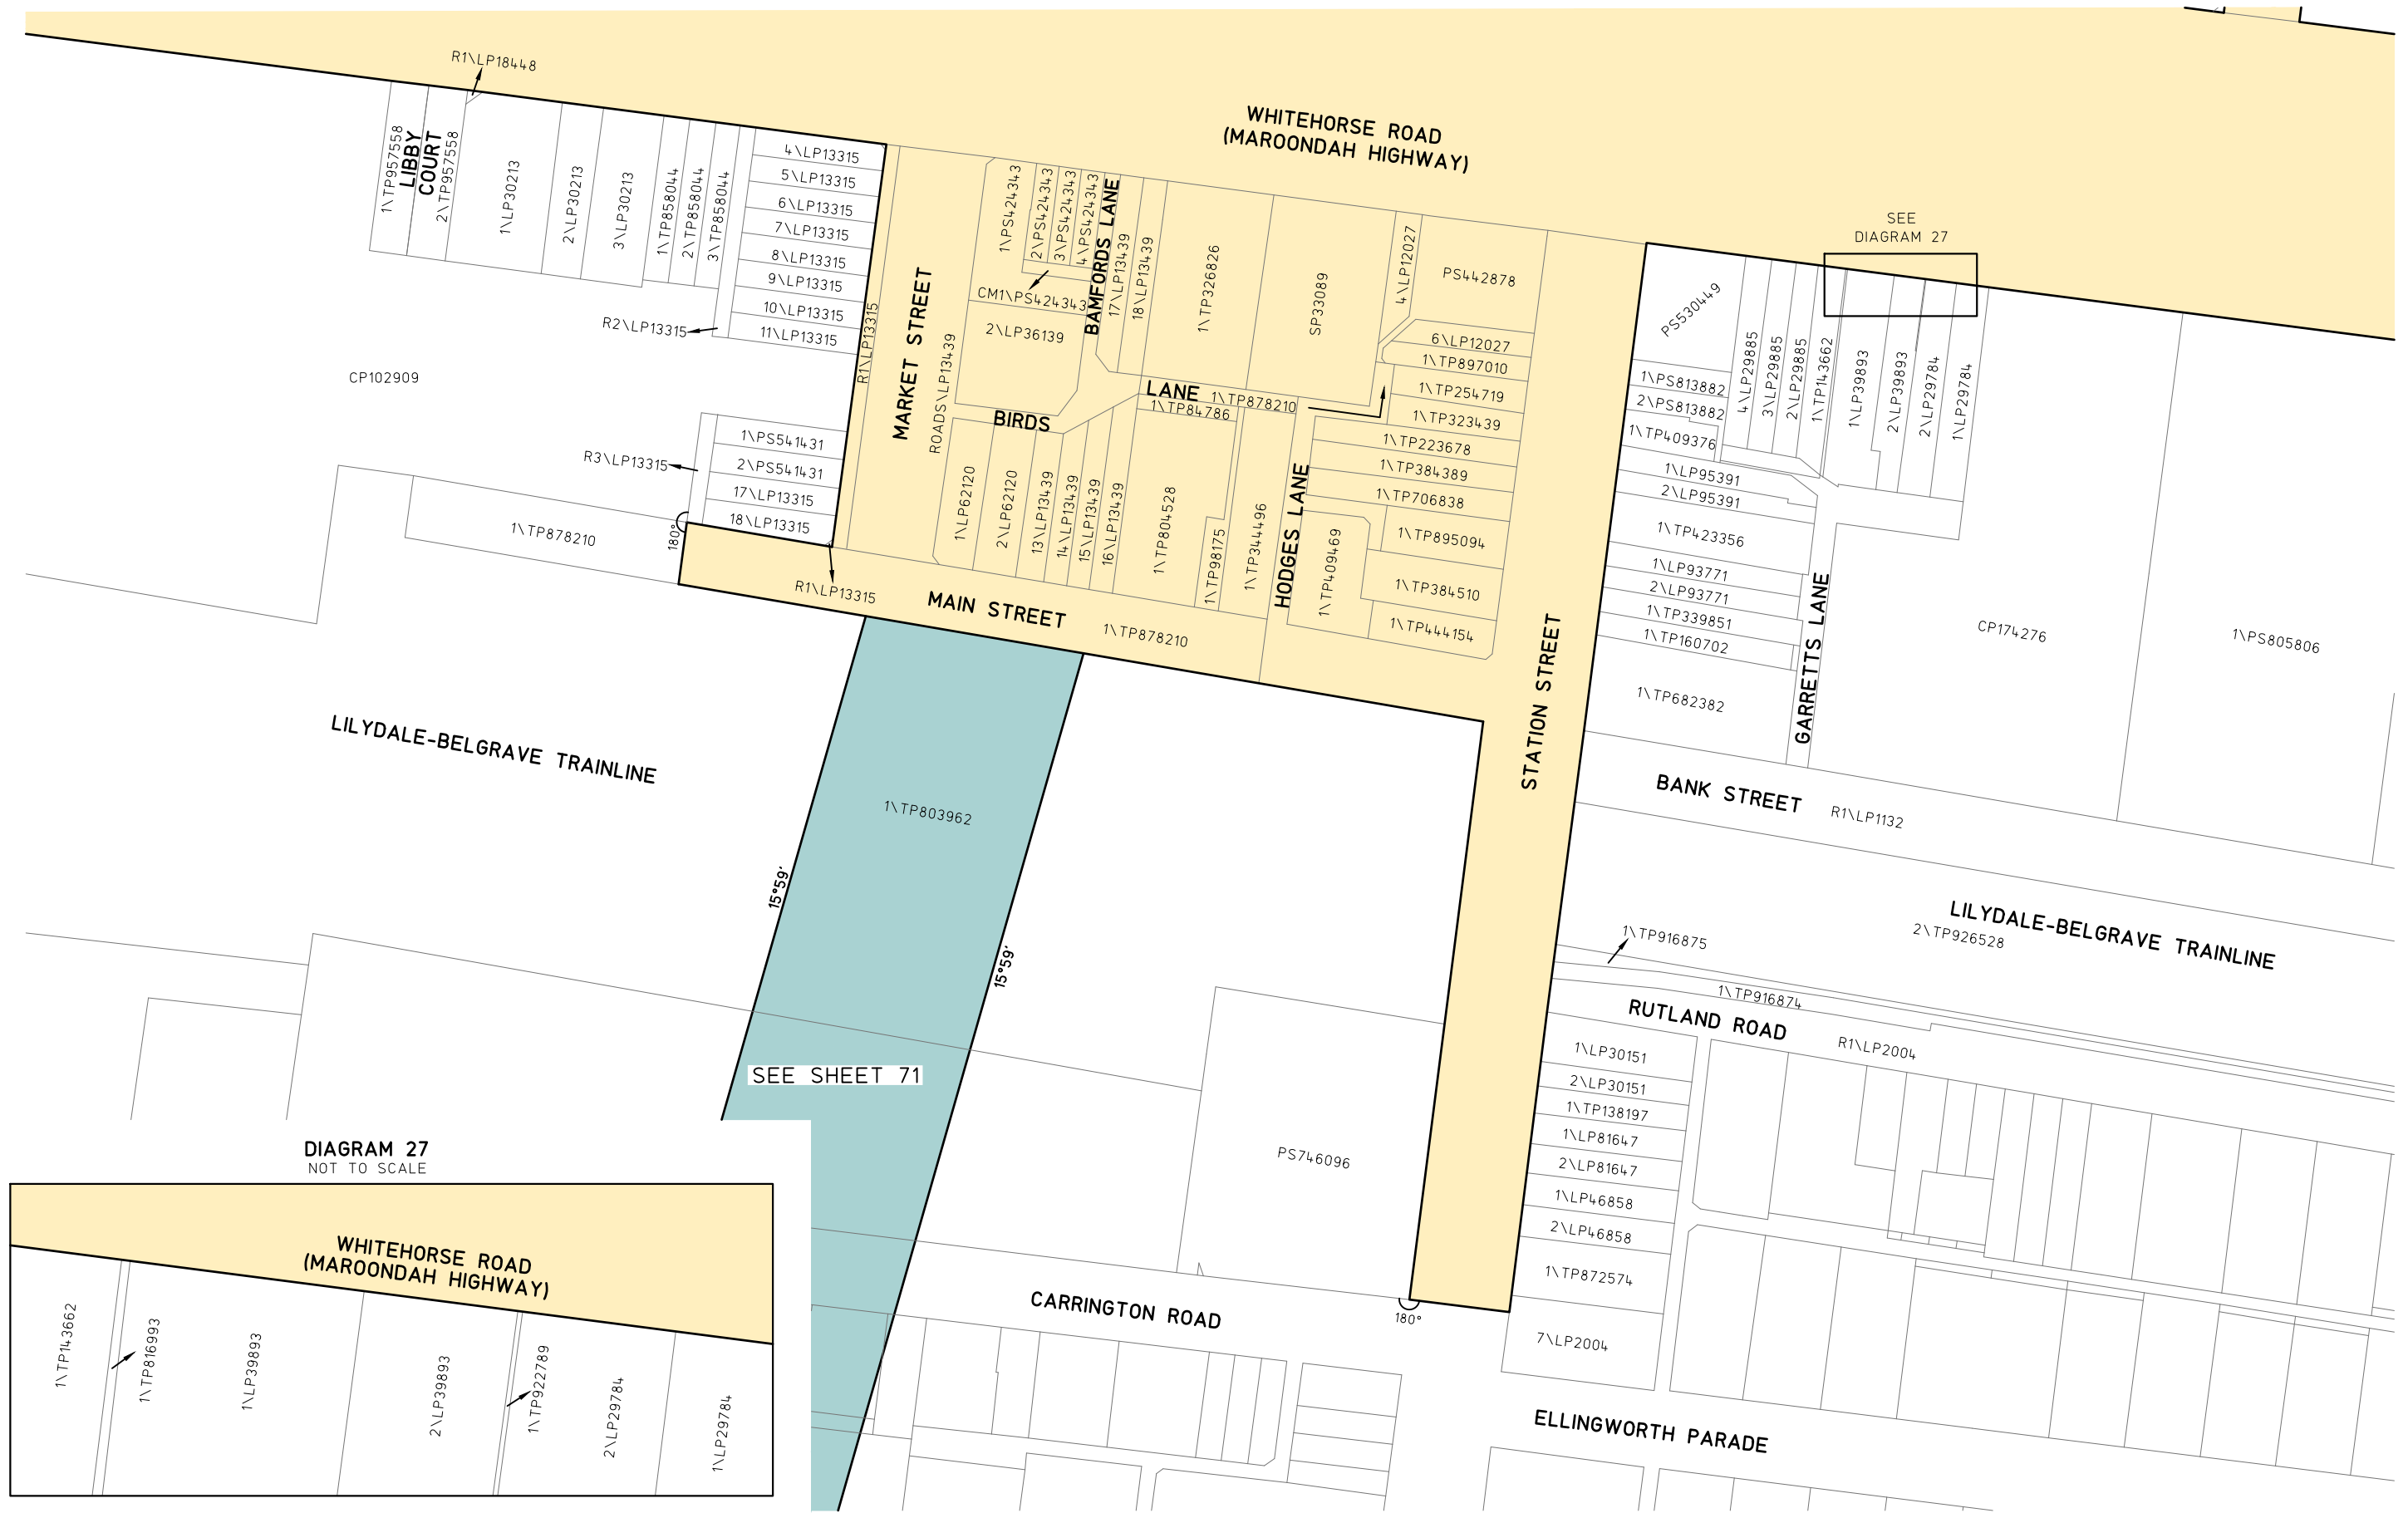 R1\LP18448
WHITEHORSE ROAD
(MAROONDAH HIGHWAY)
1\TP957558
LIBBY
COURT
2\TP957558
1\LP30213
2\LP30213
3\LP30213
1\TP858044
2\TP858044
3\TP858044
4\LP13315
5\LP13315
6\LP13315
7\LP13315
8\LP13315
9\LP13315
10\LP13315
11\LP13315
R2\LP13315
R1\LP13315
MARKET STREET
ROADS\LP13439
1\PS424343
2\PS424343
3\PS424343
4\PS424343
CM1\PS424343
2\LP36139
BAMFORDS LANE
17\LP13439
18\LP13439
1\TP326826
SP33089
4\LP12027
PS442878
6\LP12027
1\TP897010
1\TP254719
1\TP323439
1\TP223678
1\TP384389
1\TP706838
1\TP895094
1\TP384510
1\TP444154
1\TP409469
HODGES LANE
BIRDS
LANE
1\TP878210
1\TP84786
1\LP62120
2\LP62120
13\LP13439
14\LP13439
15\LP13439
16\LP13439
1\TP804528
1\TP98175
1\TP344496
SEE
DIAGRAM 27
PS530449
4\LP29885
3\LP29885
2\LP29885
1\TP143662
1\LP39893
2\LP39893
2\LP29784
1\LP29784
1\PS813882
2\PS813882
1\TP409376
1\LP95391
2\LP95391
1\TP423356
1\LP93771
2\LP93771
1\TP339851
1\TP160702
1\TP682382
GARRETTS LANE
CP174276
1\PS805806
CP102909
R3\LP13315
1\PS541431
2\PS541431
17\LP13315
18\LP13315
1\TP878210
180°
R1\LP13315
MAIN STREET
1\TP878210
STATION STREET
LILYDALE-BELGRAVE TRAINLINE
1\TP803962
15°59'
15°59'
BANK STREET
R1\LP1132
LILYDALE-BELGRAVE TRAINLINE
2\TP926528
1\TP916875
1\TP916874
RUTLAND ROAD
R1\LP2004
1\LP30151
2\LP30151
1\TP138197
1\LP81647
2\LP81647
1\LP46858
2\LP46858
1\TP872574
7\LP2004
SEE SHEET 71
PS746096
CARRINGTON ROAD
180°
ELLINGWORTH PARADE
DIAGRAM 27
NOT TO SCALE
WHITEHORSE ROAD
(MAROONDAH HIGHWAY)
1\TP143662
1\TP816993
1\LP39893
2\LP39893
1\TP922789
2\LP29784
1\LP29784